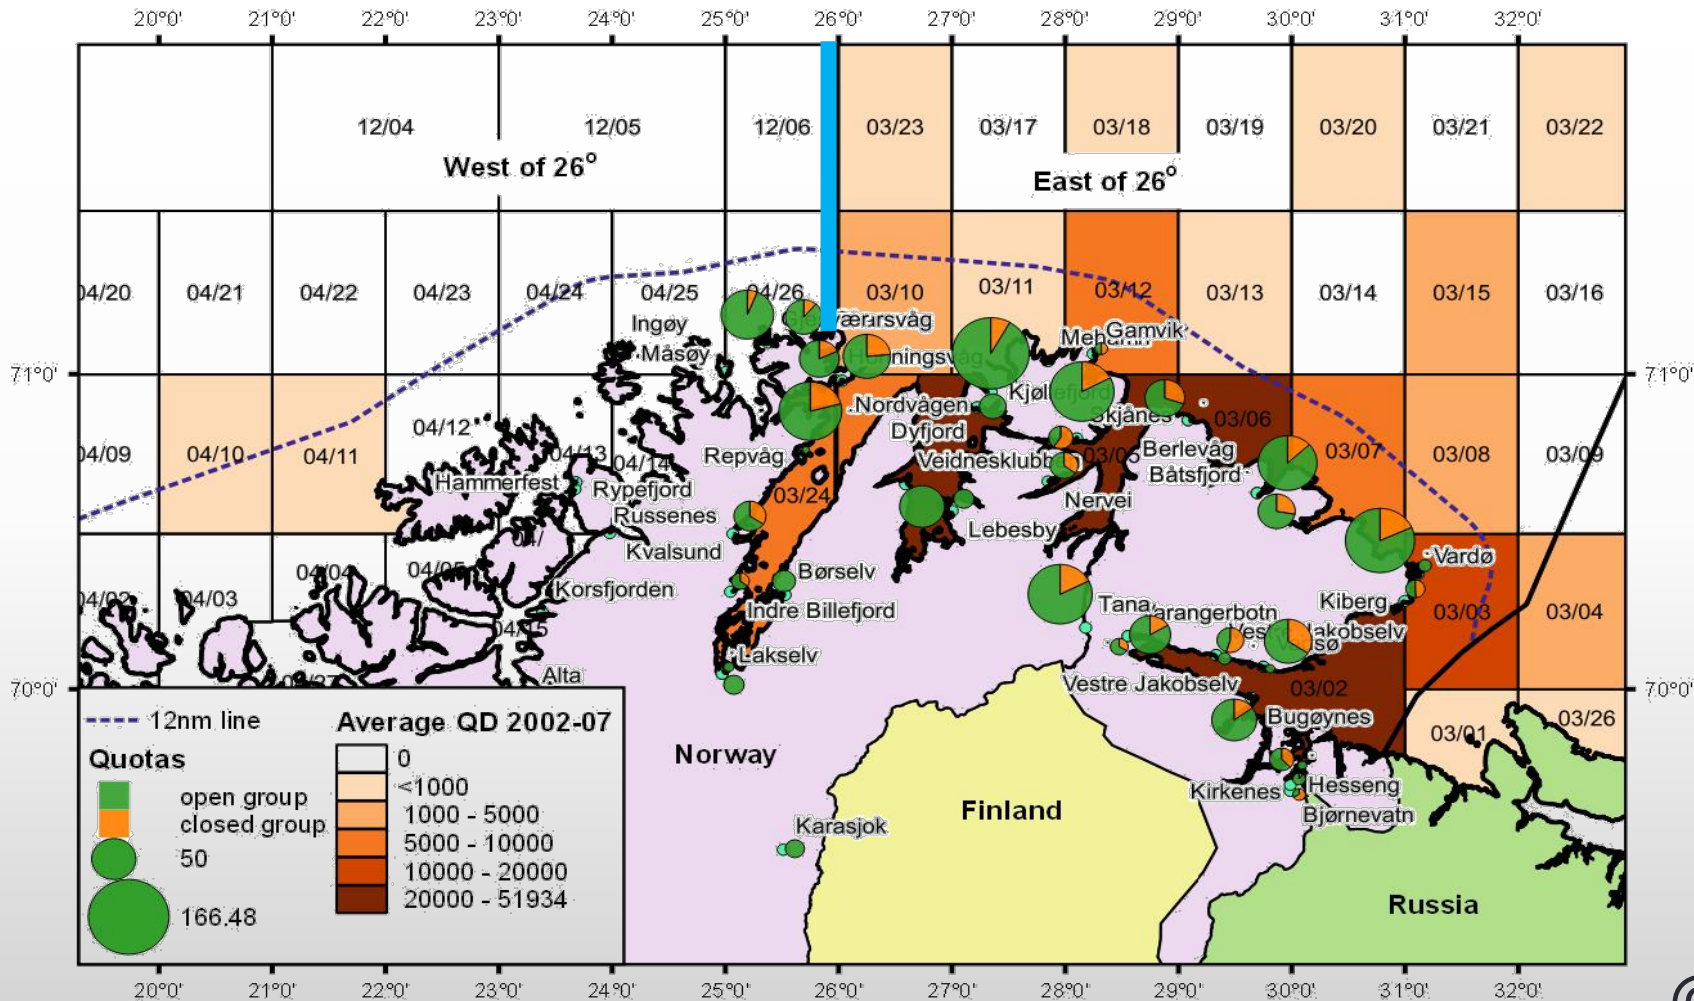 20°0' 21°0' 22°0' 23°0' 24°0' 25°0' 26°0' 27°0' 28°0' 29°0' 30°0' 31°0' 32°0'
12/04 12/05 12/06 03/23 03/17 03/18 03/19 03/20 03/21 03/22
West of 26° East of 26°
04/20 04/21 04/22 04/23 04/24 04/25 04/26 03/10 03/11 03/12 03/13 03/14 03/15 03/16
Ingøy
Gamvik
Måsøy Honningsvåg
71°0' 71°0'
Kjøllefjord
Nordvågen
Skjånes 03/06
04/12 Dyfjord
04/09 04/10 04/11 04/13 04/14 Repvåg Veidnesklubben 03/05 Berlevåg 03/07 03/08 03/09
Hammerfest Rypefjord 03/24 Båtsfjord
Russenes Nervei
Kvalsund Lebesby
Vardø
04/04 04/05 Børselv
04/02 04/03 Korsfjorden Indre Billefjord Tana Kiberg 03/03 03/04
04/15 Vestre Jakobselv
Lakselv
Alta Vestre Jakobselv 03/02
70°0' 70°0'
Bugøynes 03/26
03/01
12nm line
Quotas
open group
closed group
50
166.48
Average QD 2002-07
0
<1000
1000 - 5000
5000 - 10000
10000 - 20000
20000 - 51934
Norway
Kirkenes Hesseng
Bjørnevatn
Finland
Karasjok
Russia
20°0' 21°0' 22°0' 23°0' 24°0' 25°0' 26°0' 27°0' 28°0' 29°0' 30°0' 31°0' 32°0'